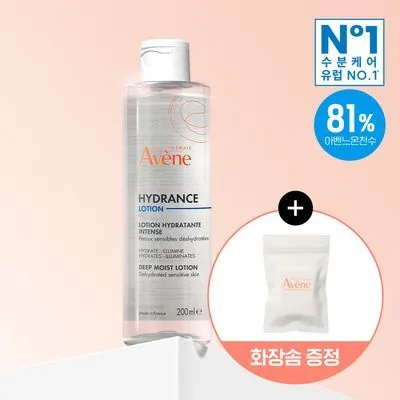 Nº1
수분케어
유럽 NO.1*
81%
아벤느온천수
EAU THERMALE
Avène
HYDRANCE
LOTION
LOTION HYDRATANTE
INTENSE
Peaux sensibles déshydratées
HYDRATE - ILLUMINE
HYDRATES - ILLUMINATES
DEEP MOIST LOTION
Dehydrated sensitive skin
Made in France
200ml e
+
Avène
화장솜 증정